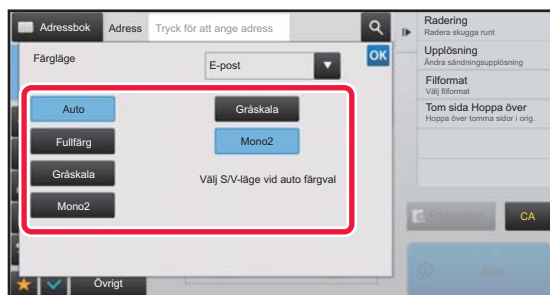 Adressbok
Adress
Tryck för att ange adress
Färgläge
E-post
OK
Auto
Fullfärg
Gråskala
Mono2
Gråskala
Mono2
Välj S/V-läge vid auto färgval
Övrigt
Radering
Radera skugga runt
Upplösning
Ändra sändningsupplösning
Filformat
Välj filformat
Tom sida Hoppa över
Hoppa över tomma sidor i orig.
CA
Start